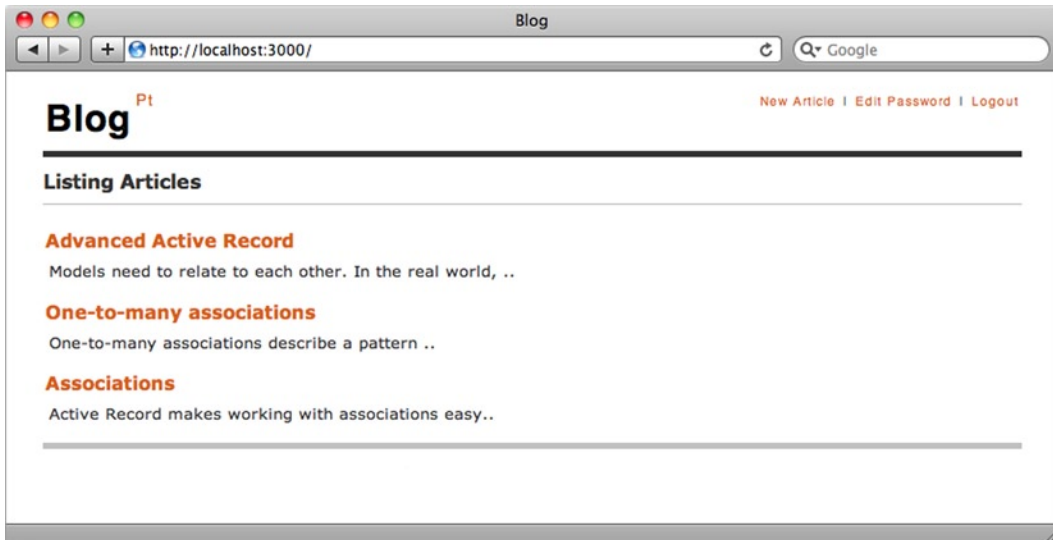 Blog
http://localhost:3000/
Google
Blog Pt
New Article | Edit Password | Logout
Listing Articles
Advanced Active Record
Models need to relate to each other. In the real world, ..
One-to-many associations
One-to-many associations describe a pattern ..
Associations
Active Record makes working with associations easy..